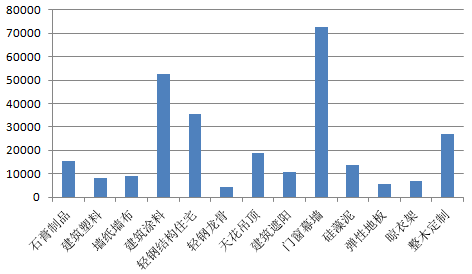 80000
70000
60000
50000
40000
30000
20000
10000
0
石膏制品
建筑塑料
墙纸墙布
建筑涂料
轻钢结构住宅
轻钢龙骨
天花吊顶
建筑遮阳
门窗幕墙
硅藻泥
弹性地板
晾衣架
整木定制